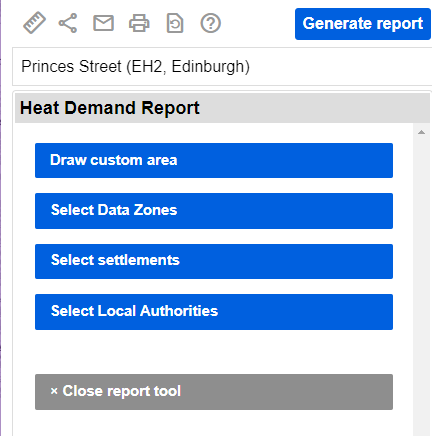 Generate report
Princes Street (EH2, Edinburgh)
Heat Demand Report
Draw custom area
Select Data Zones
Select settlements
Select Local Authorities
× Close report tool